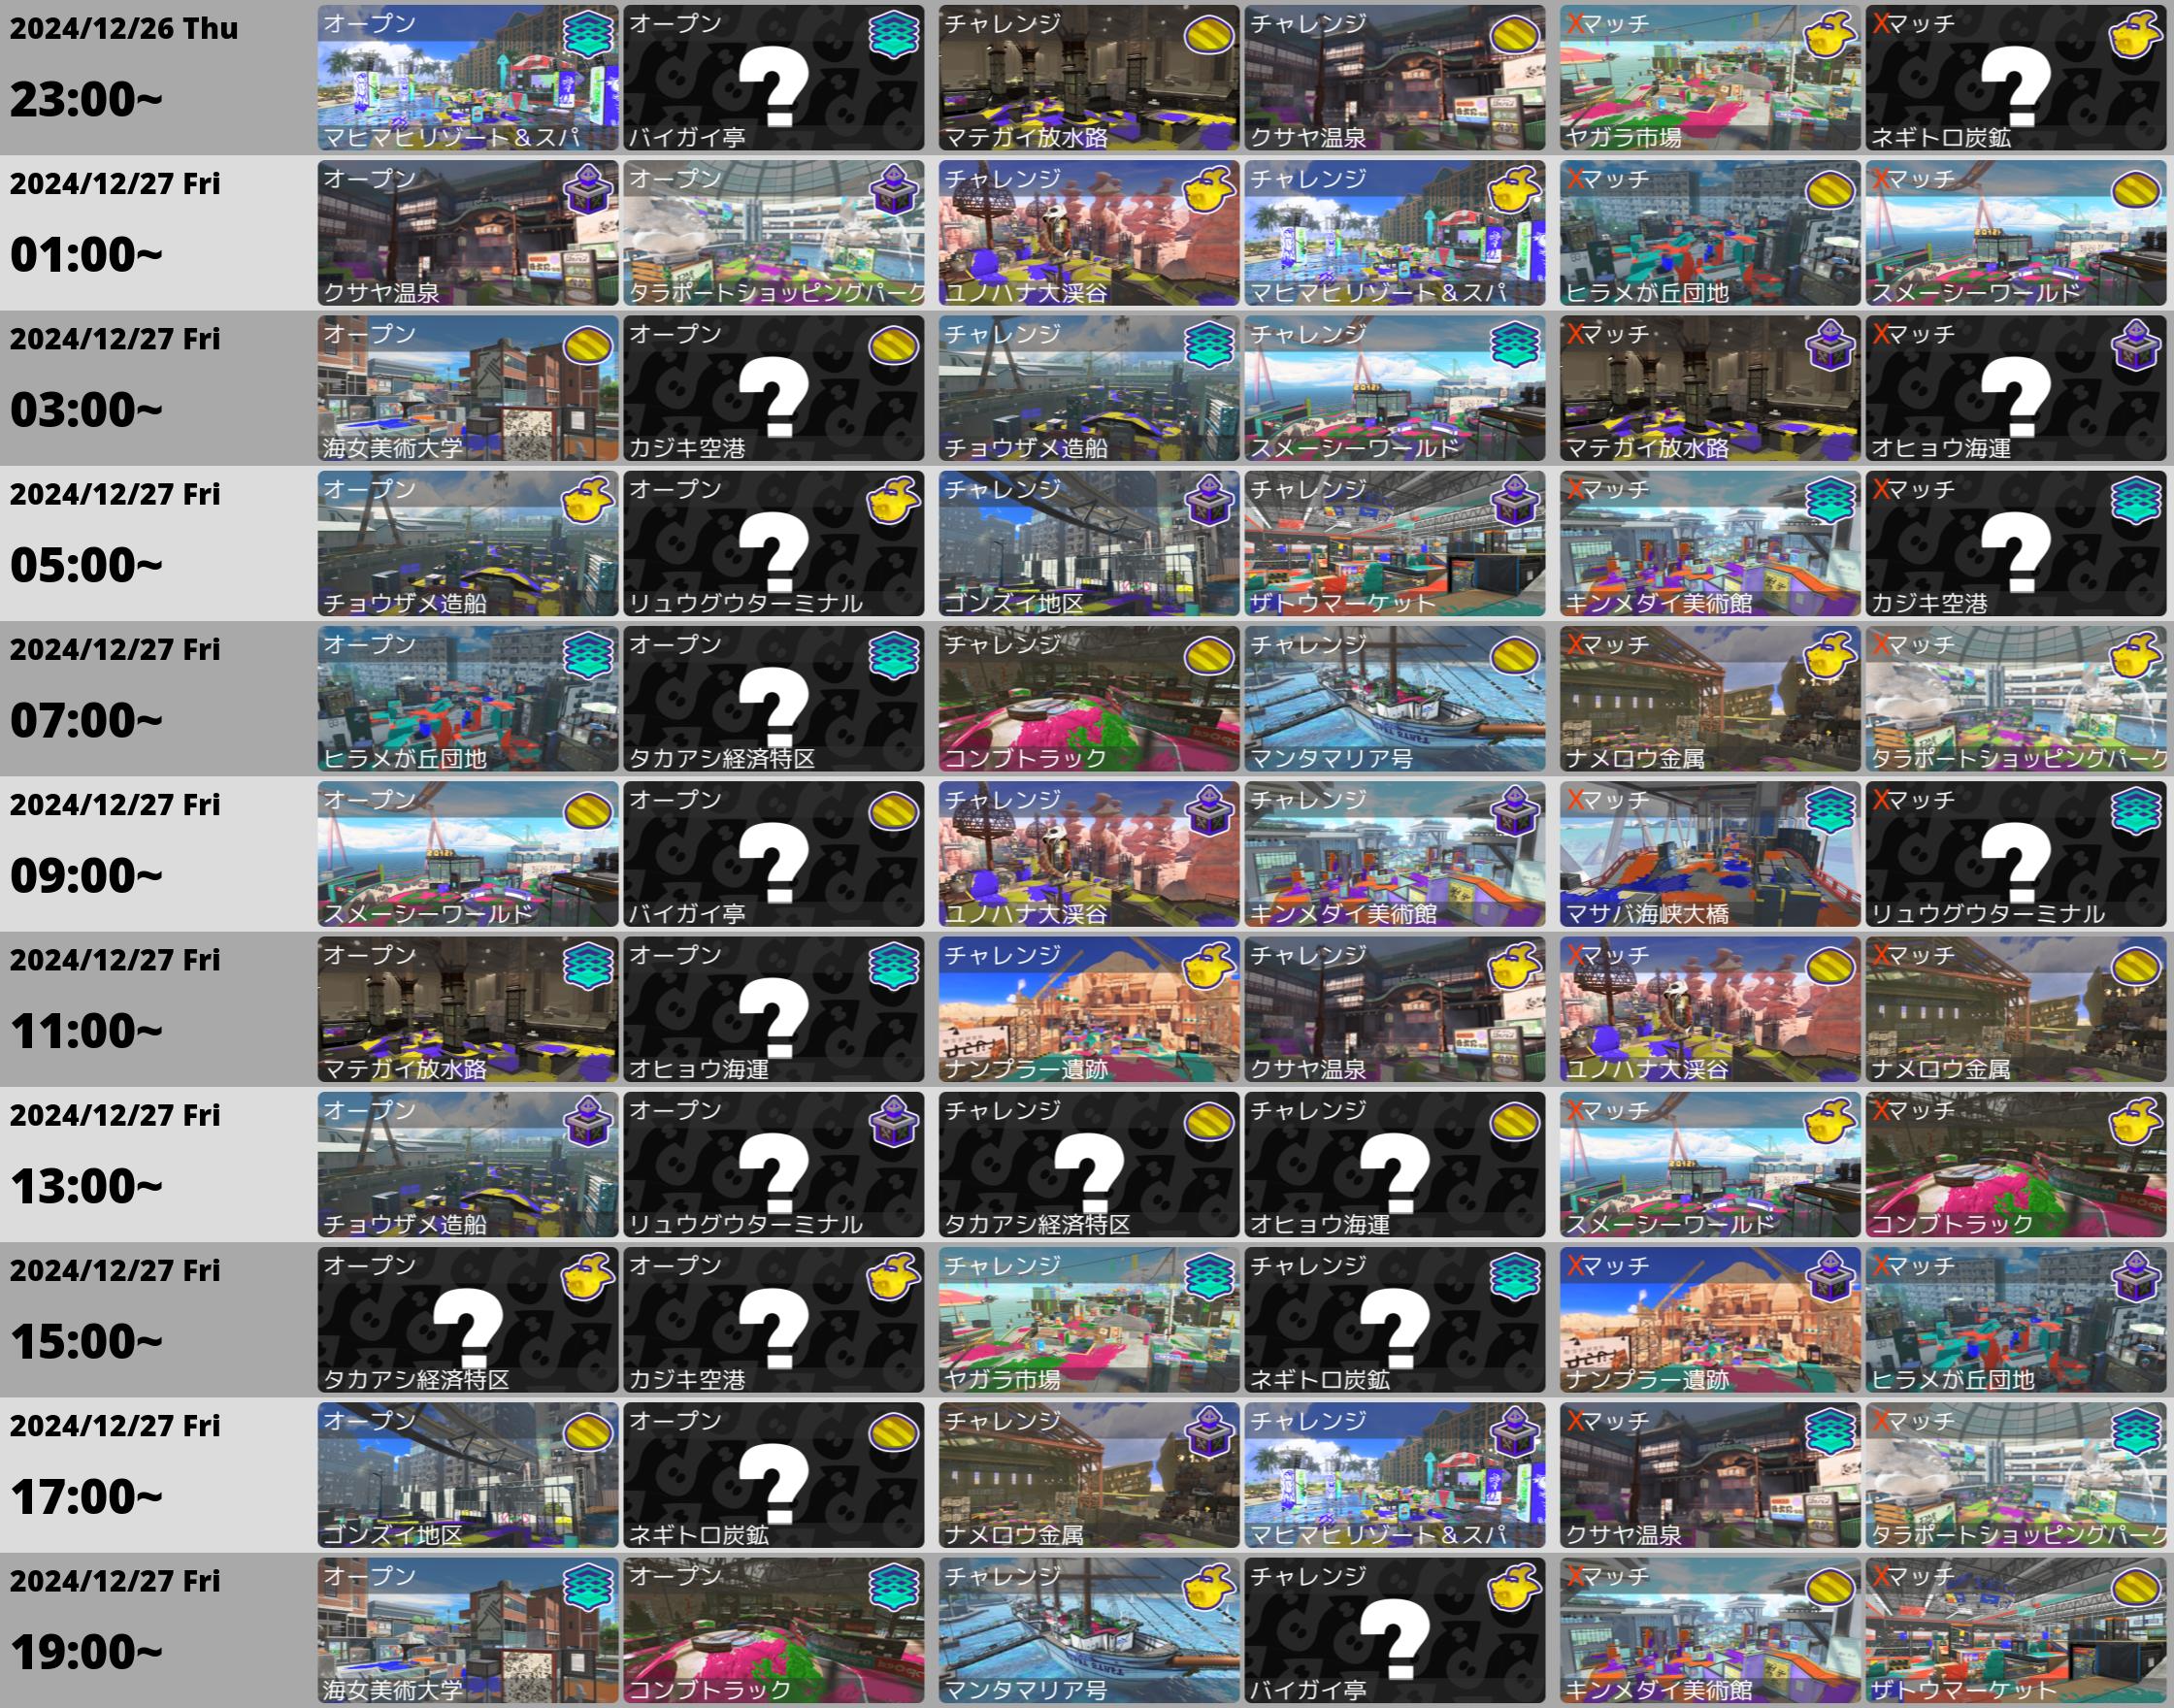 2024/12/26 Thu
23:00~
オープン
マヒマヒリゾート＆スパ
オープン
バイガイ亭
チャレンジ
マテガイ放水路
チャレンジ
クサヤ温泉
Xマッチ
ヤガラ市場
Xマッチ
ネギトロ炭鉱
2024/12/27 Fri
01:00~
オープン
クサヤ温泉
オープン
タラポートショッピングパーク
チャレンジ
ユノハナ大渓谷
チャレンジ
マヒマヒリゾート＆スパ
Xマッチ
ヒラメが丘団地
Xマッチ
スメーシーワールド
2024/12/27 Fri
03:00~
オープン
海女美術大学
オープン
カジキ空港
チャレンジ
チョウザメ造船
チャレンジ
スメーシーワールド
Xマッチ
マテガイ放水路
Xマッチ
オヒョウ海運
2024/12/27 Fri
05:00~
オープン
チョウザメ造船
オープン
リュウグウターミナル
チャレンジ
ゴンズイ地区
チャレンジ
ザトウマーケット
Xマッチ
キンメダイ美術館
Xマッチ
カジキ空港
2024/12/27 Fri
07:00~
オープン
ヒラメが丘団地
オープン
タカアシ経済特区
チャレンジ
コンブトラック
チャレンジ
マンタマリア号
Xマッチ
ナメロウ金属
Xマッチ
タラポートショッピングパーク
2024/12/27 Fri
09:00~
オープン
スメーシーワールド
オープン
バイガイ亭
チャレンジ
ユノハナ大渓谷
チャレンジ
キンメダイ美術館
Xマッチ
マサバ海峡大橋
Xマッチ
リュウグウターミナル
2024/12/27 Fri
11:00~
オープン
マテガイ放水路
オープン
オヒョウ海運
チャレンジ
ナンプラー遺跡
チャレンジ
クサヤ温泉
Xマッチ
ユノハナ大渓谷
Xマッチ
ナメロウ金属
2024/12/27 Fri
13:00~
オープン
チョウザメ造船
オープン
リュウグウターミナル
チャレンジ
タカアシ経済特区
チャレンジ
オヒョウ海運
Xマッチ
スメーシーワールド
Xマッチ
コンブトラック
2024/12/27 Fri
15:00~
オープン
タカアシ経済特区
オープン
カジキ空港
チャレンジ
ヤガラ市場
チャレンジ
ネギトロ炭鉱
Xマッチ
ナンプラー遺跡
Xマッチ
ヒラメが丘団地
2024/12/27 Fri
17:00~
オープン
ゴンズイ地区
オープン
ネギトロ炭鉱
チャレンジ
ナメロウ金属
チャレンジ
マヒマヒリゾート＆スパ
Xマッチ
クサヤ温泉
Xマッチ
タラポートショッピングパーク
2024/12/27 Fri
19:00~
オープン
海女美術大学
オープン
コンブトラック
チャレンジ
マンタマリア号
チャレンジ
バイガイ亭
Xマッチ
キンメダイ美術館
Xマッチ
ザトウマーケット